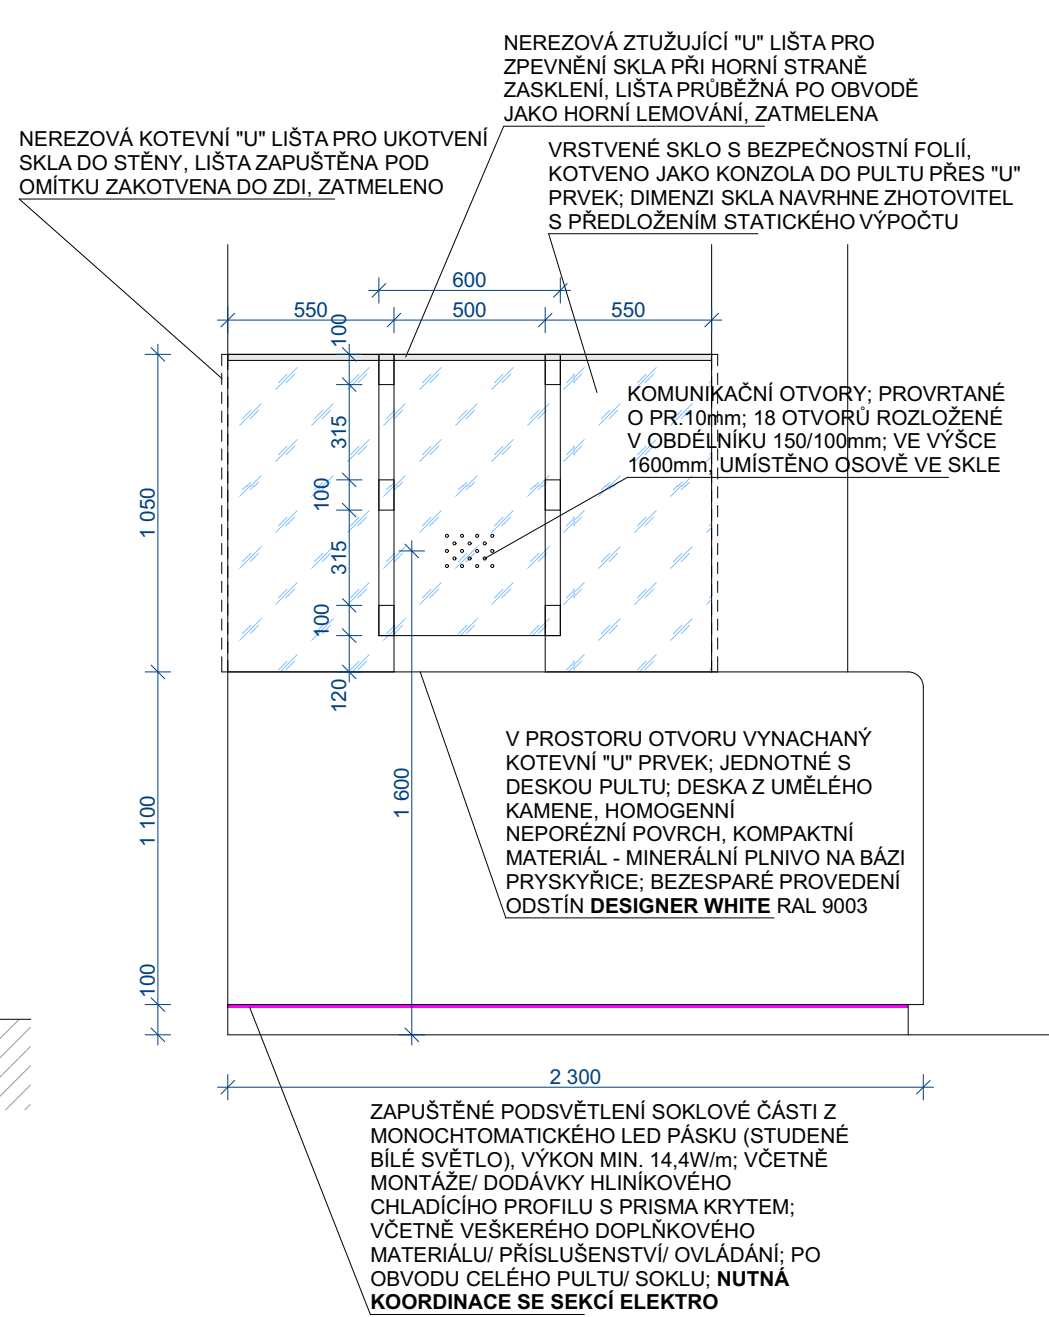 NEREZOVÁ ZTUŽUJÍCÍ "U" LIŠTA PRO
ZPEVNĚNÍ SKLA PŘI HORNÍ STRANĚ
ZASKLENÍ, LIŠTA PRŮBĚŽNÁ PO OBVODĚ
JAKO HORNÍ LEMOVÁNÍ, ZATMELENA
NEREZOVÁ KOTEVNÍ "U" LIŠTA PRO UKOTVENÍ
SKLA DO STĚNY, LIŠTA ZAPUŠTĚNA POD
OMÍTKU ZAKOTVENA DO ZDI, ZATMELENO
VRSTVENÉ SKLO S BEZPEČNOSTNÍ FOLIÍ,
KOTVENO JAKO KONZOLA DO PULTU PŘES "U"
PRVEK; DIMENZI SKLA NAVRHNE ZHOTOVITEL
S PŘEDLOŽENÍM STATICKÉHO VÝPOČTU
600
550
500
550
100
315
100
315
100
120
1 050
1 100
100
1 600
KOMUNIKAČNÍ OTVORY; PROVRTANÉ
O PR.10mm; 18 OTVORŮ ROZLOŽENÉ
V OBDÉLNÍKU 150/100mm; VE VÝŠCE
1600mm, UMÍSTĚNO OSOVĚ VE SKLE
V PROSTORU OTVORU VYNACHANÝ
KOTEVNÍ "U" PRVEK; JEDNOTNÉ S
DESKOU PULTU; DESKA Z UMĚLÉHO
KAMENE, HOMOGENNÍ
NEPORÉZNÍ POVRCH, KOMPAKTNÍ
MATERIÁL - MINERÁLNÍ PLNIVO NA BÁZI
PRYSKYŘICE; BEZESPARÉ PROVEDENÍ
ODSTÍN DESIGNER WHITE RAL 9003
2 300
ZAPUŠTĚNÉ PODSVĚTLENÍ SOKLOVÉ ČÁSTI Z
MONOCHTOMATICKÉHO LED PÁSKU (STUDENÉ
BÍLÉ SVĚTLO), VÝKON MIN. 14,4W/m; VČETNĚ
MONTÁŽE/ DODÁVKY HLINÍKOVÉHO
CHLADÍCÍHO PROFILU S PRISMA KRYTEM;
VČETNĚ VEŠKERÉHO DOPLŇKOVÉHO
MATERIÁLU/ PŘÍSLUŠENSTVÍ/ OVLÁDÁNÍ; PO
OBVODU CELÉHO PULTU/ SOKLU; NUTNÁ
KOORDINACE SE SEKCÍ ELEKTRO